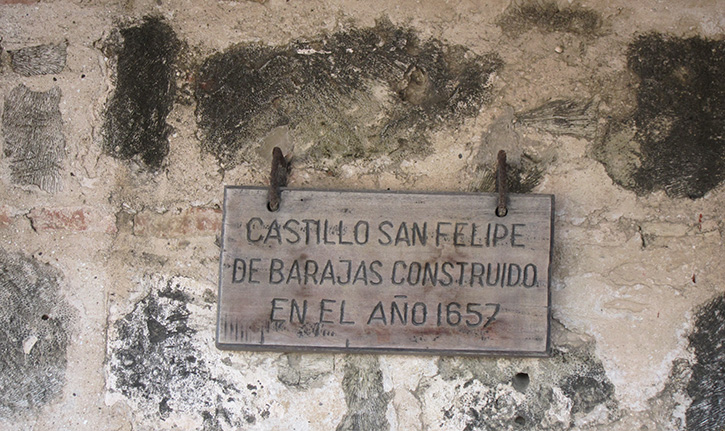 CASTILLO SAN FELIPE
DE BARAJAS CONSTRUIDO.
EN EL AÑO 1657